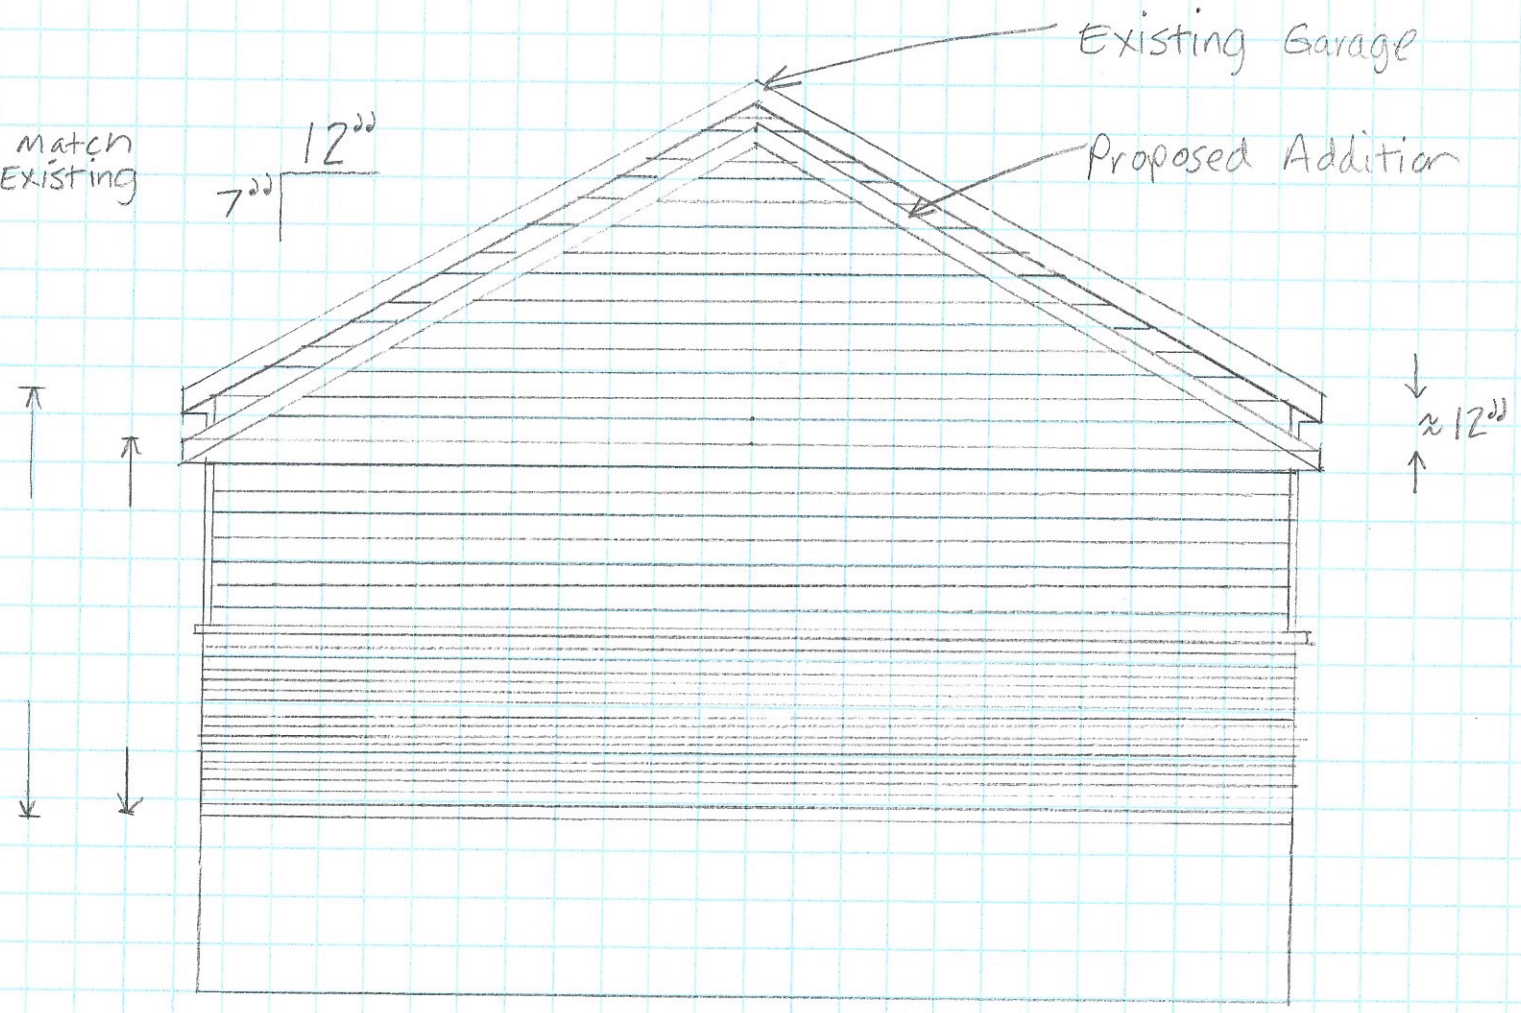 Existing Garage
Match
Existing
12"
7"
Proposed Addition
≈ 12"